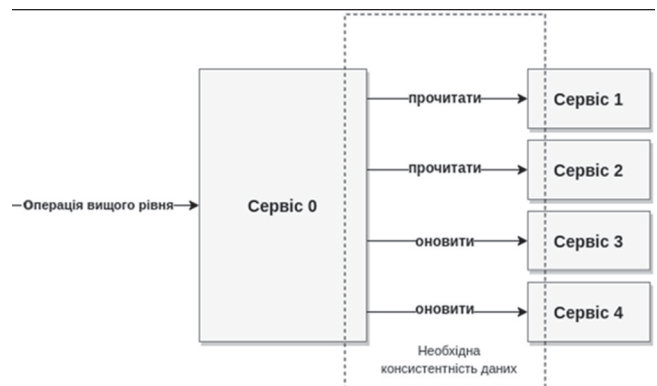 Операція вищого рівня
Сервіс 0
прочитати
Сервіс 1
прочитати
Сервіс 2
оновити
Сервіс 3
оновити
Сервіс 4
Необхідна
консистентність даних